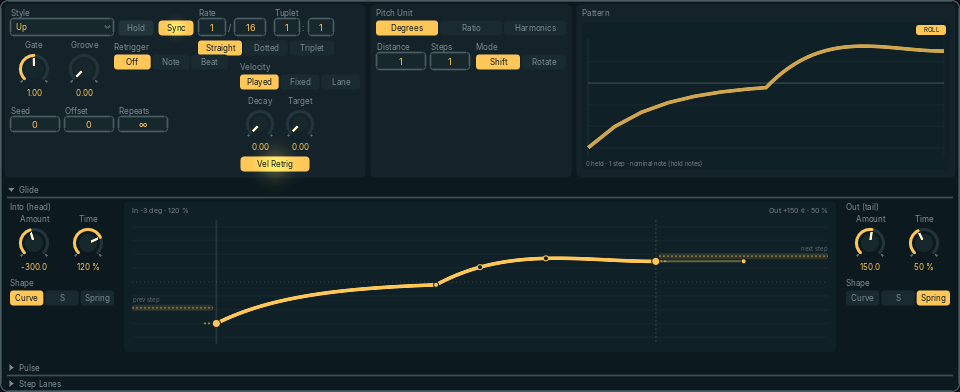 Style
Up
Hold
Sync
Rate
1 / 16
Tuplet
1 : 1
Straight
Dotted
Triplet
Gate
1.00
Groove
0.00
Retrigger
Off
Note
Beat
Velocity
Played
Fixed
Lane
Decay
0.00
Target
0.00
Vel Retrig
Seed
0
Offset
0
Repeats
∞
Pitch Unit
Degrees
Ratio
Harmonics
Distance
1
Steps
1
Mode
Shift
Rotate
Pattern
ROLL
0 held · 1 step · nominal note (hold notes)
Glide
Into (head)
Amount
-300.0
Time
120 %
Shape
Curve
S
Spring
In -3 deg · 120 %
Out +150 ¢ · 50 %
prev step
next step
Out (tail)
Amount
150.0
Time
50 %
Shape
Curve
S
Spring
Pulse
Step Lanes